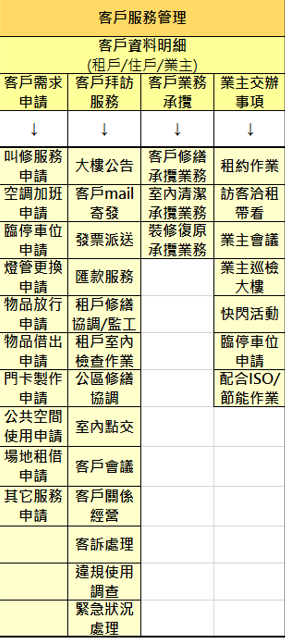 客戶服務管理
客戶資料明細
(租戶/住戶/業主)
客戶需求
申請
客戶拜訪
服務
客戶業務
承攬
業主交辦
事項
↓ ↓ ↓ ↓
叫修服務
申請
大樓公告
客戶修繕
承攬業務
租約作業
空調加班
申請
客戶mail
寄發
室內清潔
承攬業務
訪客洽租
帶看
臨停車位
申請
發票派送
裝修復原
承攬業務
業主會議
燈管更換
申請
匯款服務
業主巡檢
大樓
物品放行
申請
租戶修繕
協調/監工
快閃活動
物品借出
申請
租戶室內
檢查作業
臨停車位
申請
門卡製作
申請
公區修繕
協調
配合ISO/
節能作業
公共空間
使用申請
室內點交
場地租借
申請
客戶會議
其它服務
申請
客戶關係
經營
客訴處理
違規使用
調查
緊急狀況
處理